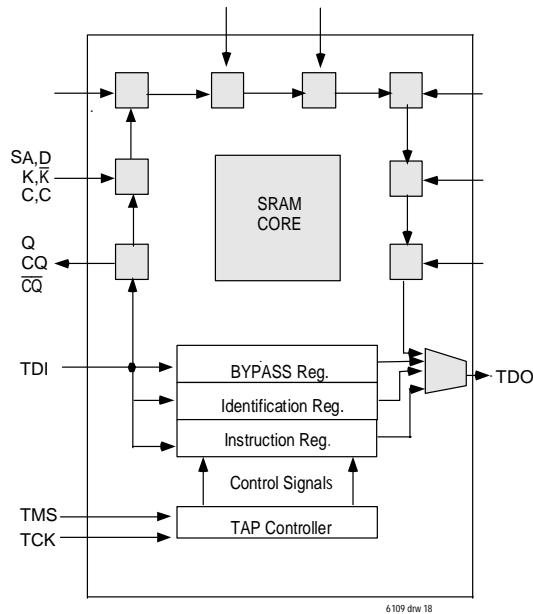 SA,D
K,K̅
C,C
SRAM
CORE
Q
CQ
C̅Q̅
TDI
BYPASS Reg.
TDO
Identification Reg.
Instruction Reg.
Control Signals
TMS
TCK
TAP Controller
6109 drw 18